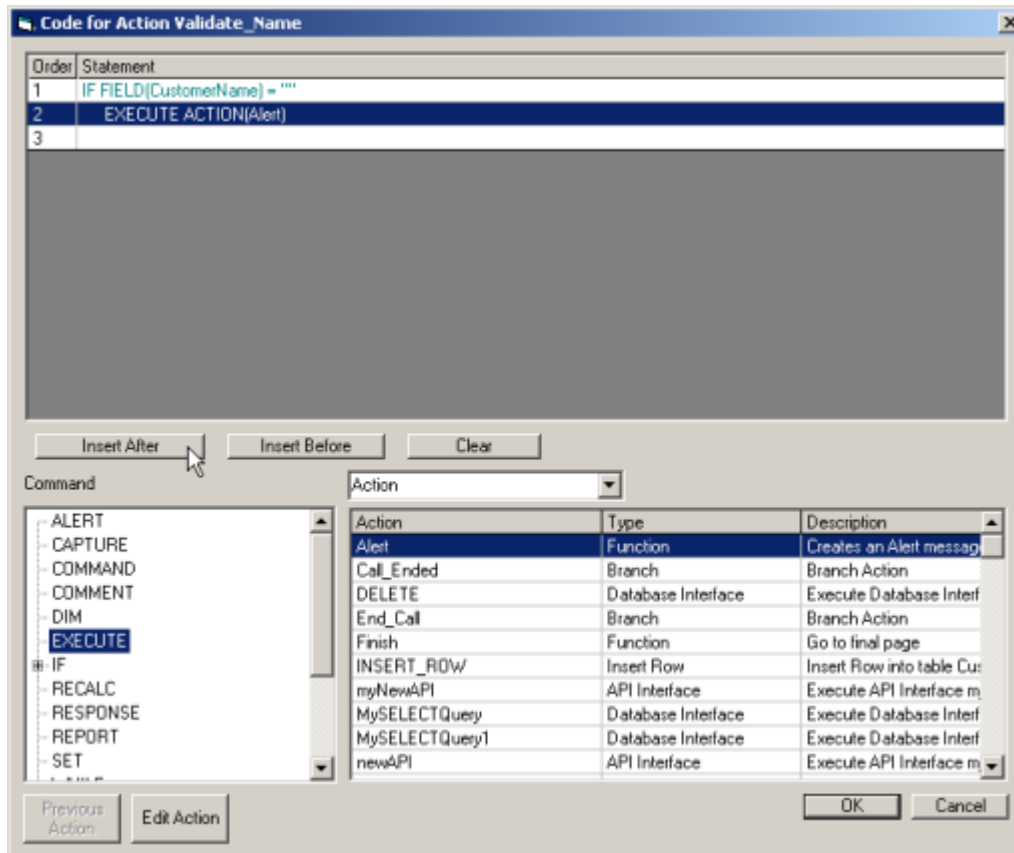 Code for Action Validate_Name
Order Statement
1 IF FIELD(CustomerName) = ""
2 EXECUTE ACTION(Alert)
3
Insert After Insert Before Clear
Command Action
ALERT
CAPTURE
COMMAND
COMMENT
DIM
EXECUTE
IF
RECALC
RESPONSE
REPORT
SET
Action Type Description
Alert Function Creates an Alert messag
Call_Ended Branch Branch Action
DELETE Database Interface Execute Database Interf
End_Call Branch Branch Action
Finish Function Go to final page
INSERT_ROW Insert Row Insert Row into table Cu
myNewAPI API Interface Execute API Interface m
MySELECTQuery Database Interface Execute Database Interf
MySELECTQuery1 Database Interface Execute Database Interf
newAPI API Interface Execute API Interface m
Previous Action Edit Action OK Cancel